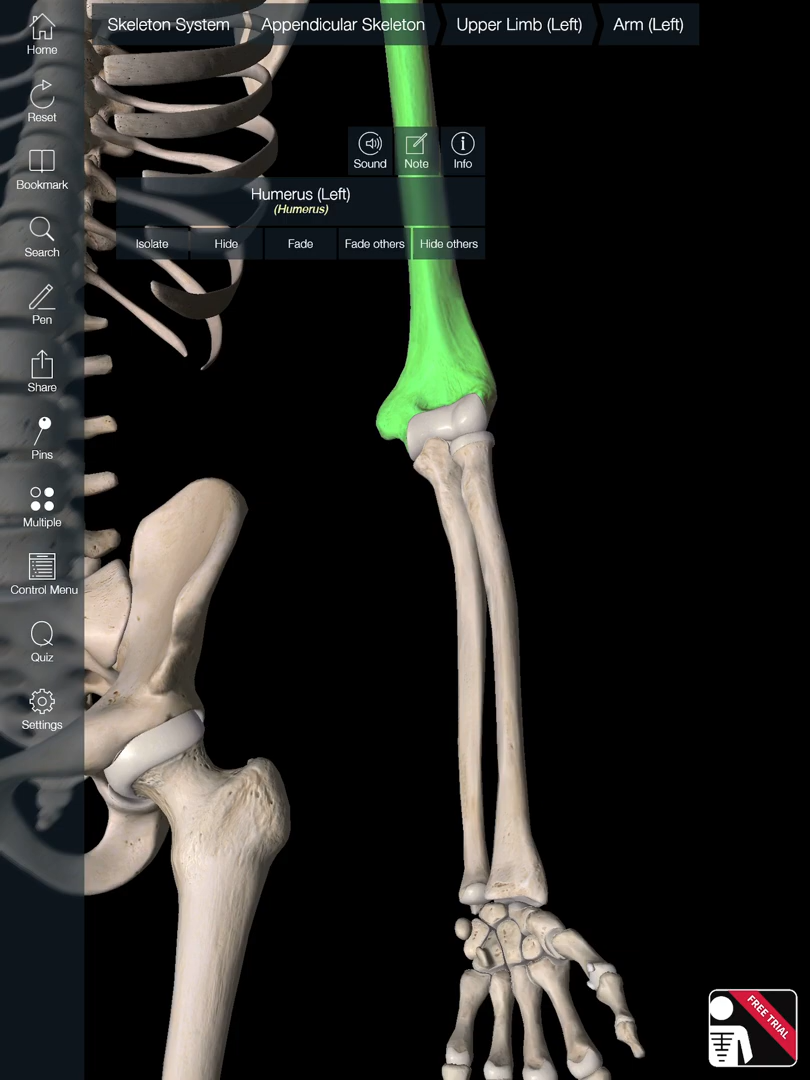 Skeleton System
Appendicular Skeleton
Upper Limb (Left)
Arm (Left)
Home
Reset
Bookmark
Search
Pen
Share
Pins
Multiple
Control Menu
Quiz
Settings
Sound
Note
Info
Humerus (Left)
(Humerus)
Isolate
Hide
Fade
Fade others
Hide others
FREE TRIAL